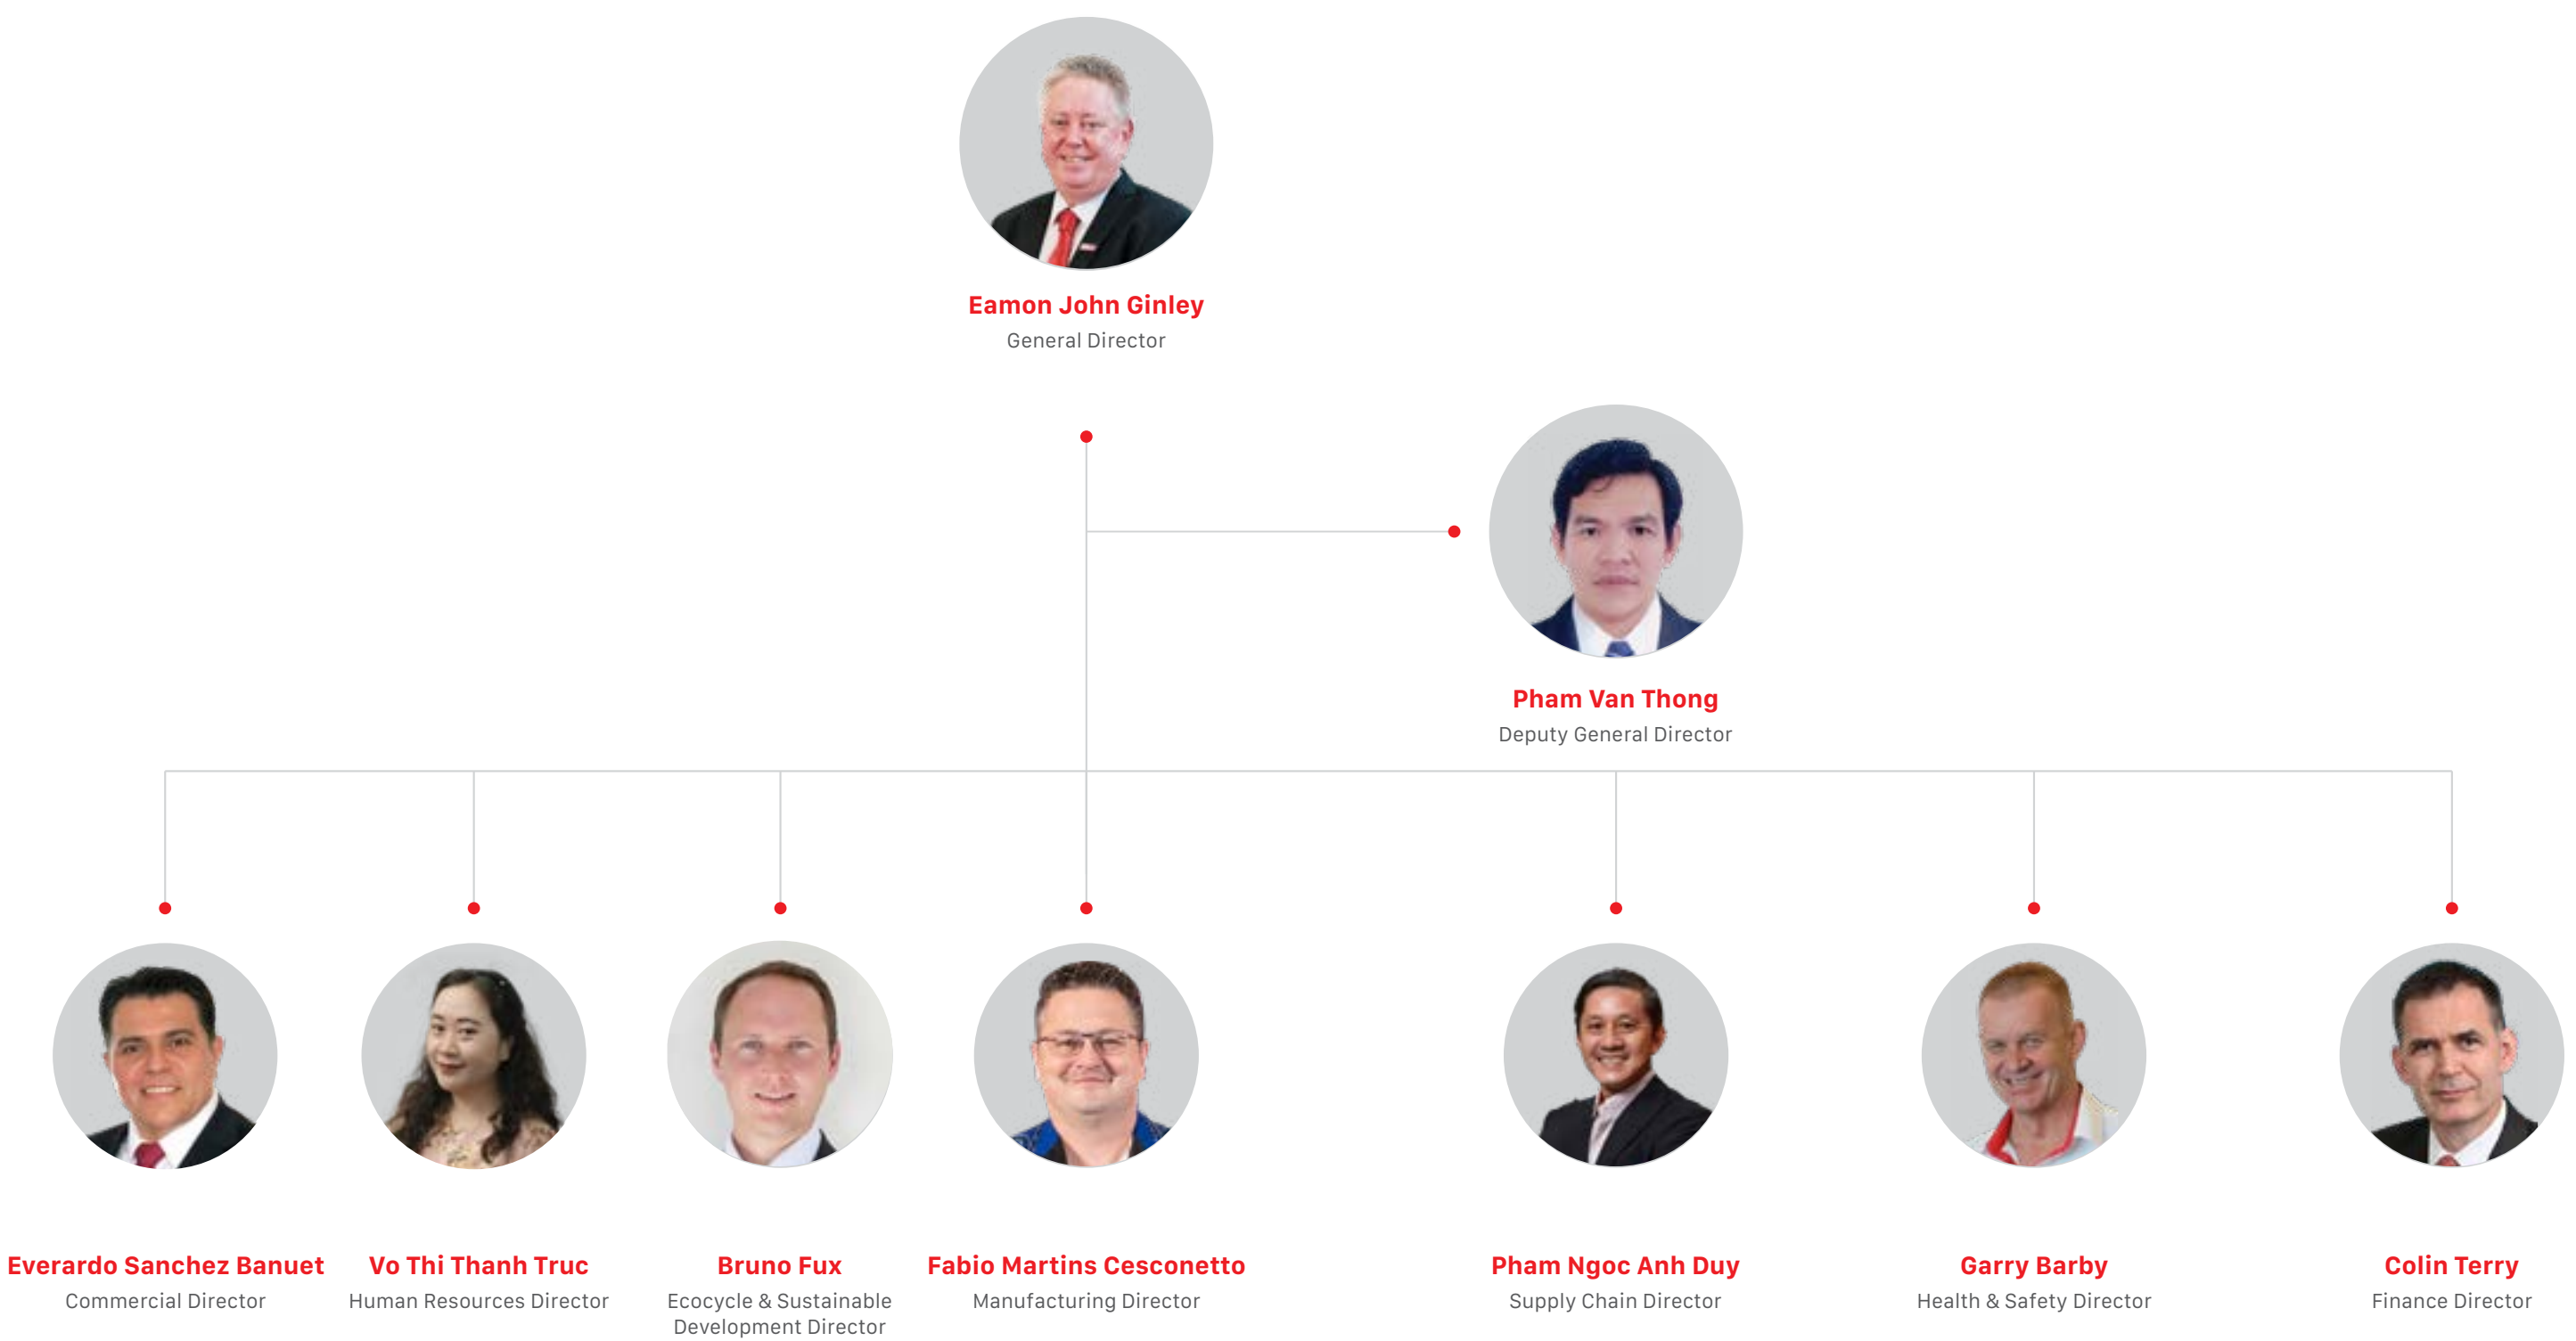 Eamon John Ginley
General Director
Pham Van Thong
Deputy General Director
Everardo Sanchez Banuet
Commercial Director
Vo Thi Thanh Truc
Human Resources Director
Bruno Fux
Ecocycle & Sustainable
Development Director
Fabio Martins Cesconetto
Manufacturing Director
Pham Ngoc Anh Duy
Supply Chain Director
Garry Barby
Health & Safety Director
Colin Terry
Finance Director